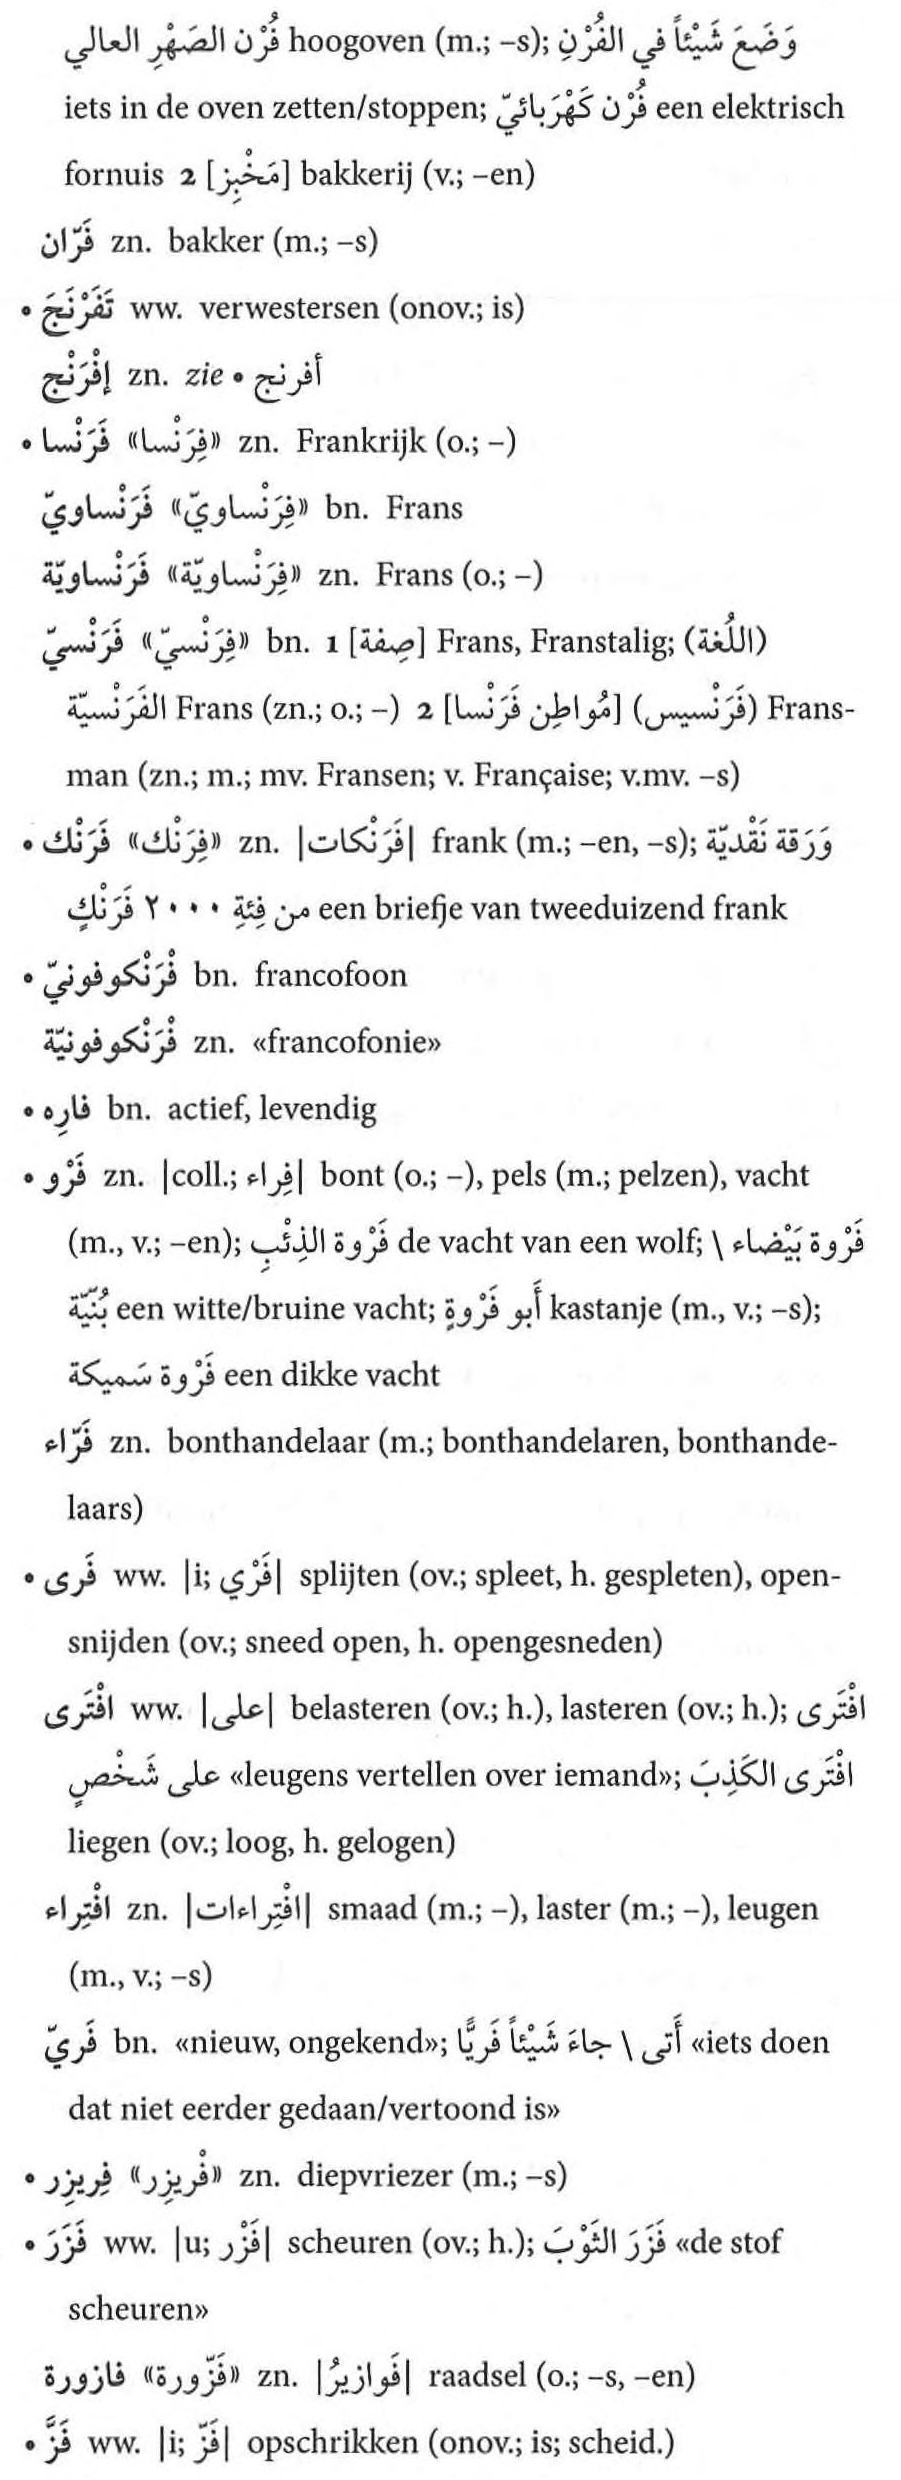 فُرْن الصَهْرِ العالي hoogoven (m.; –s); وَضَعَ شَيْئاً في الفُرْنِ
iets in de oven zetten/stoppen; فُرْن كَهْرَبائيّ een elektrisch
fornuis 2 [مَخْبِز] bakkerij (v.; –en)
فَرّان zn. bakker (m.; –s)
• تَفَرْنَجَ ww. verwestersen (onov.; is)
إفْرَنْج zn. zie • أفرنج
• فَرَنْسا «فِرَنْسا» zn. Frankrijk (o.; –)
فَرَنْساويّ «فِرَنْساويّ» bn. Frans
فَرَنْساويّة «فِرَنْساويّة» zn. Frans (o.; –)
فَرَنْسيّ «فِرَنْسيّ» bn. 1 [صِفة] Frans, Franstalig; (اللُغة)
الفَرَنْسيّة Frans (zn.; o.; –) 2 [مُواطِن فَرَنْسا] (فَرَنْسيس) Frans-
man (zn.; m.; mv. Fransen; v. Française; v.mv. –s)
• فَرَنْك «فِرَنْك» zn. |فَرَنْكات| frank (m.; –en, –s); وَرَقة نَقْديّة
من فِئةِ ٢٠٠٠ فَرَنْكٍ een briefje van tweeduizend frank
• فْرَنْكوفونيّ bn. francofoon
فْرَنْكوفونيّة zn. «francofonie»
• فارِه bn. actief, levendig
• فَرْو zn. |coll.; فِراء| bont (o.; –), pels (m.; pelzen), vacht
(m., v.; –en); فَرْوة الذِئْبِ de vacht van een wolf; فَرْوة بَيْضاء \
بُنّيّة een witte/bruine vacht; أَبو فَرْوةٍ kastanje (m., v.; –s);
فَرْوة سَميكة een dikke vacht
فَرّاء zn. bonthandelaar (m.; bonthandelaren, bonthande-
laars)
• فَرى ww. |i; فَرْي| splijten (ov.; spleet, h. gespleten), open-
snijden (ov.; sneed open, h. opengesneden)
افْتَرى ww. |على| belasteren (ov.; h.), lasteren (ov.; h.); افْتَرى
على شَخْصٍ «leugens vertellen over iemand»; افْتَرى الكَذِبَ
liegen (ov.; loog, h. gelogen)
افْتِراء zn. |افْتِراءات| smaad (m.; –), laster (m.; –), leugen
(m., v.; –s)
فَريّ bn. «nieuw, ongekend»; أَتى \ جاءَ شَيْئاً فَريًّا «iets doen
dat niet eerder gedaan/vertoond is»
• فِريزِر «فْريزِر» zn. diepvriezer (m.; –s)
• فَزَرَ ww. |u; فَزْر| scheuren (ov.; h.); فَزَرَ الثَوْبَ «de stof
scheuren»
فازورة «فَزّورة» zn. |فَوازيرُ| raadsel (o.; –s, –en)
• فَزَّ ww. |i; فَزّ| opschrikken (onov.; is; scheid.)